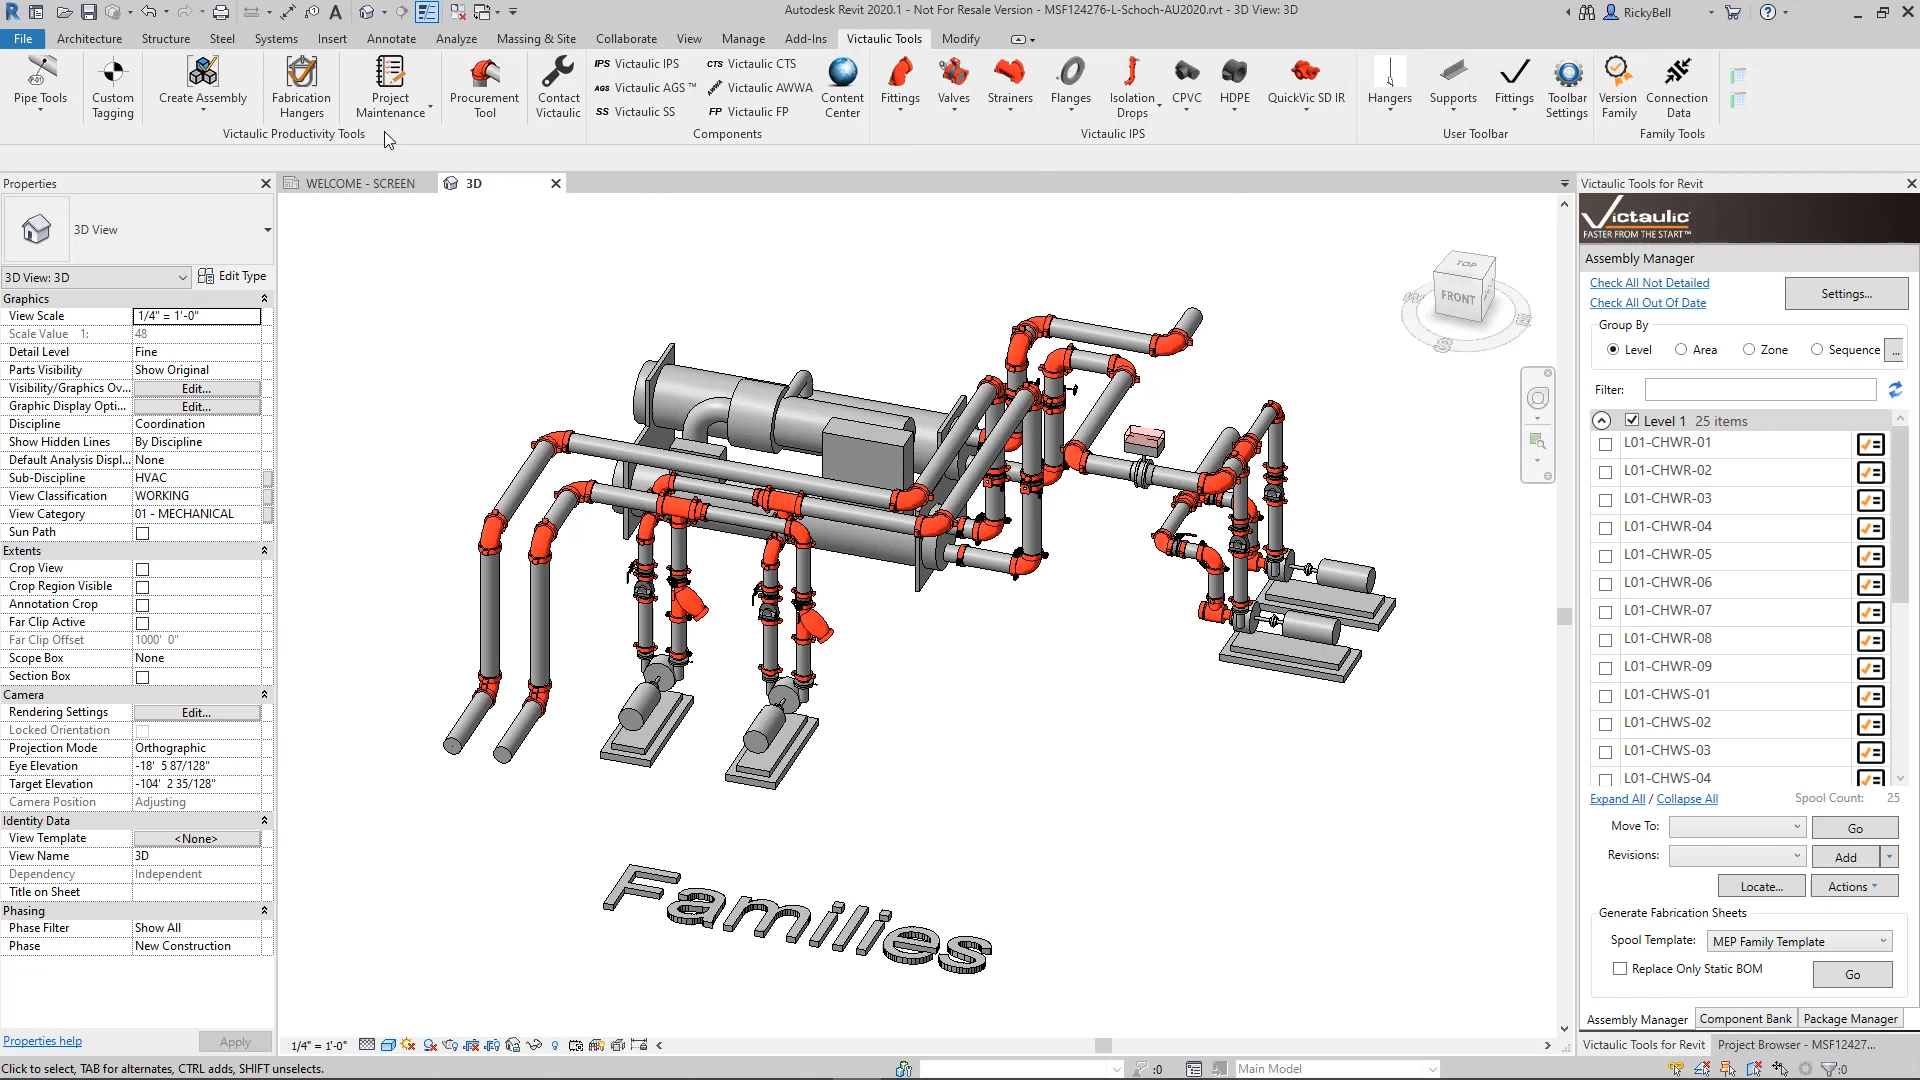 Autodesk Revit 2020.1 - Not For Resale Version - MSF124276-L-Schoch-AU2020.rvt - 3D View: 3D
RickyBell
File Architecture Structure Steel Systems Insert Annotate Analyze Massing & Site Collaborate View Manage Add-Ins Victaulic Tools Modify
Pipe Tools
Custom Tagging
Create Assembly
Fabrication Hangers
Project Maintenance
Procurement Tool
Contact Victaulic
IPS Victaulic IPS
AGS Victaulic AGS™
SS Victaulic SS
CTS Victaulic CTS
Victaulic AWWA
FP Victaulic FP
Content Center
Fittings
Valves
Strainers
Flanges
Isolation Drops
CPVC
HDPE
QuickVic SD IR
Hangers
Supports
Fittings
Toolbar Settings
Version Family
Connection Data
Victaulic Productivity Tools
Components
Victaulic IPS
User Toolbar
Family Tools
Properties
3D View
3D View: 3D
Edit Type
Graphics
View Scale 1/4" = 1'-0"
Scale Value 1: 48
Detail Level Fine
Parts Visibility Show Original
Visibility/Graphics Ov... Edit...
Graphic Display Opti... Edit...
Discipline Coordination
Show Hidden Lines By Discipline
Default Analysis Displ... None
Sub-Discipline HVAC
View Classification WORKING
View Category 01 - MECHANICAL
Sun Path
Extents
Crop View
Crop Region Visible
Annotation Crop
Far Clip Active
Far Clip Offset 1000' 0"
Scope Box None
Section Box
Camera
Rendering Settings Edit...
Locked Orientation
Projection Mode Orthographic
Eye Elevation -18' 5 87/128"
Target Elevation -104' 2 35/128"
Camera Position Adjusting
Identity Data
View Template <None>
View Name 3D
Dependency Independent
Title on Sheet
Phasing
Phase Filter Show All
Phase New Construction
Properties help
Apply
WELCOME - SCREEN
3D
TOP
FRONT
W
S
E
Families
1/4" = 1'-0"
Victaulic Tools for Revit
Victaulic
FASTER FROM THE START™
Assembly Manager
Check All Not Detailed
Check All Out Of Date
Settings...
Group By
Level Area Zone Sequence ...
Filter:
Level 1 25 items
L01-CHWR-01
L01-CHWR-02
L01-CHWR-03
L01-CHWR-04
L01-CHWR-05
L01-CHWR-06
L01-CHWR-07
L01-CHWR-08
L01-CHWR-09
L01-CHWS-01
L01-CHWS-02
L01-CHWS-03
L01-CHWS-04
Expand All / Collapse All
Spool Count: 25
Move To: Go
Revisions: Add
Locate... Actions
Generate Fabrication Sheets
Spool Template: MEP Family Template
Replace Only Static BOM
Go
Assembly Manager Component Bank Package Manager
Victaulic Tools for Revit Project Browser - MSF12427...
Click to select, TAB for alternates, CTRL adds, SHIFT unselects.
:0
Main Model
:0